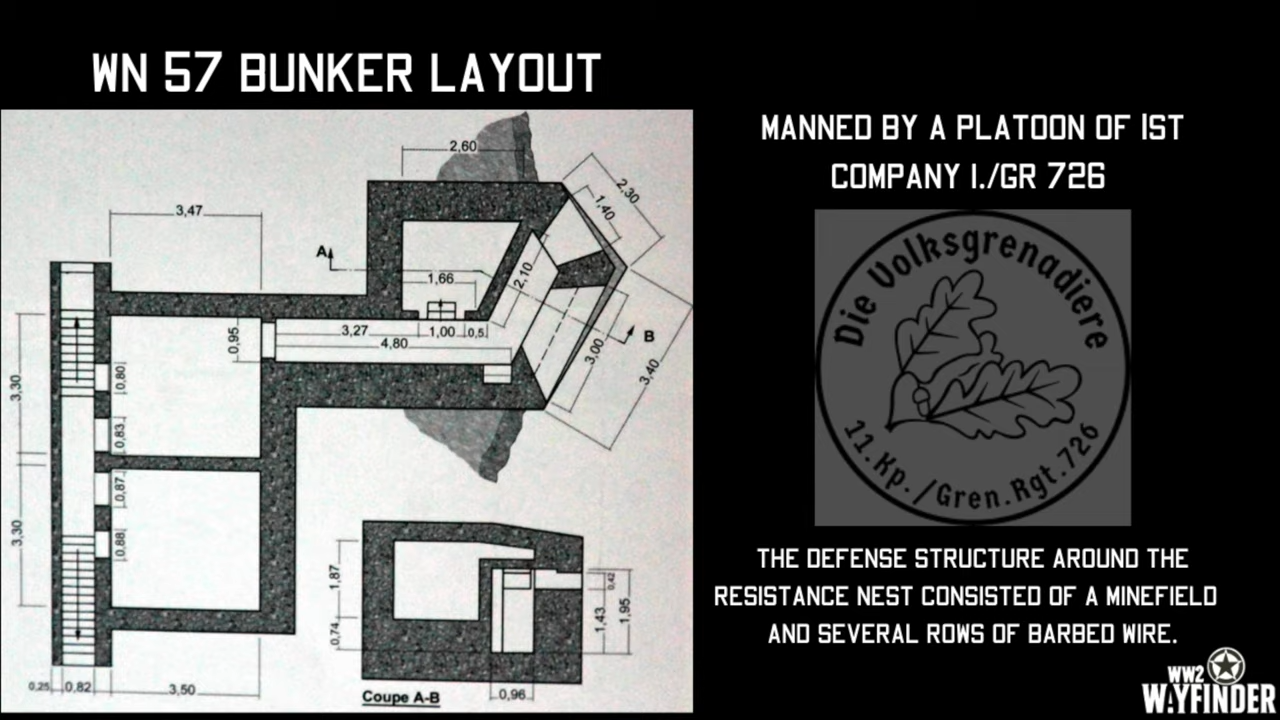 WN 57 BUNKER LAYOUT
MANNED BY A PLATOON OF 1ST
COMPANY I./GR 726
Die Volksgrenadiere
11.Kp./Gren.Rgt.726
THE DEFENSE STRUCTURE AROUND THE
RESISTANCE NEST CONSISTED OF A MINEFIELD
AND SEVERAL ROWS OF BARBED WIRE.
WW2
WAYFINDER
2,60
2,30
1,40
3,47
A
1,66
2,10
B
0,95
3,27
1,00
0,5
4,80
3,00
3,40
3,30
0,80
0,83
0,87
0,88
3,30
1,87
0,74
0,42
1,43
1,95
0,25
0,82
3,50
Coupe A-B
0,96